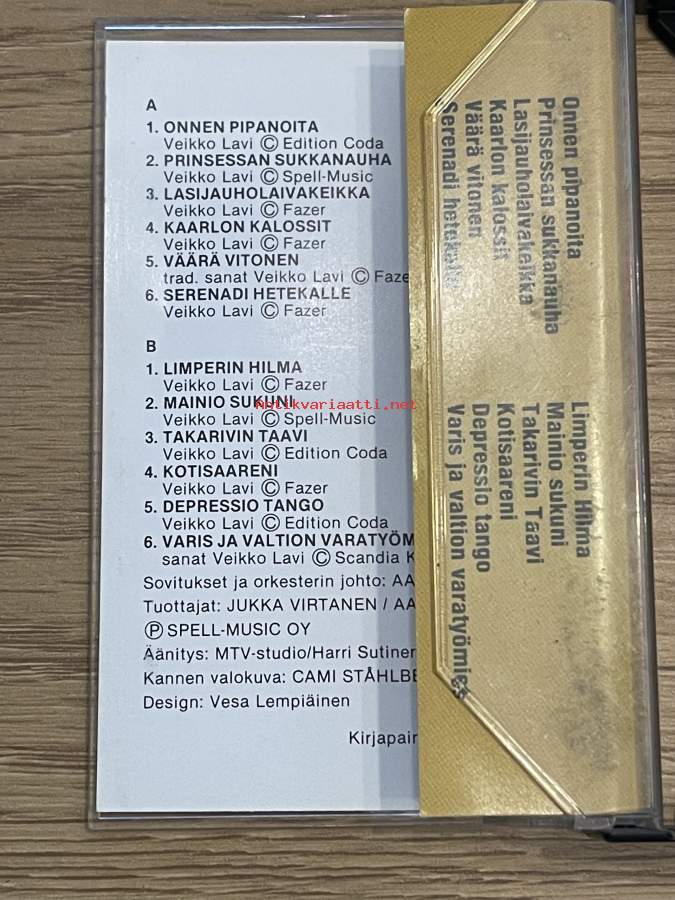 A
1. ONNEN PIPANOITA
Veikko Lavi © Edition Coda
2. PRINSESSAN SUKKANAUHA
Veikko Lavi © Spell-Music
3. LASIJAUHOLAIVAKEIKKA
Veikko Lavi © Fazer
4. KAARLON KALOSSIT
Veikko Lavi © Fazer
5. VÄÄRÄ VITONEN
trad. sanat Veikko Lavi © Faze
6. SERENADI HETEKALLE
Veikko Lavi © Fazer
B
1. LIMPERIN HILMA
Veikko Lavi © Fazer
2. MAINIO SUKUNI
Veikko Lavi © Spell-Music
3. TAKARIVIN TAAVI
Veikko Lavi © Edition Coda
4. KOTISAARENI
Veikko Lavi © Fazer
5. DEPRESSIO TANGO
Veikko Lavi © Edition Coda
6. VARIS JA VALTION VARATYÖM
sanat Veikko Lavi © Scandia K
Sovitukset ja orkesterin johto: AA
Tuottajat: JUKKA VIRTANEN / AA
℗ SPELL-MUSIC OY
Äänitys: MTV-studio/Harri Sutiner
Kannen valokuva: CAMI STÅHLBE
Design: Vesa Lempiäinen
Kirjapain
Onnen pipanoita
Prinsessan sukkanauha
Lasijauholaivakeikka
Kaarlon kalossit
Väärä vitonen
Serenadi hetekalle
Limperin Hilma
Mainio sukuni
Takarivin Taavi
Kotisaareni
Depressio tango
Varis ja valtion varatyömies
Antikvariaatti.net